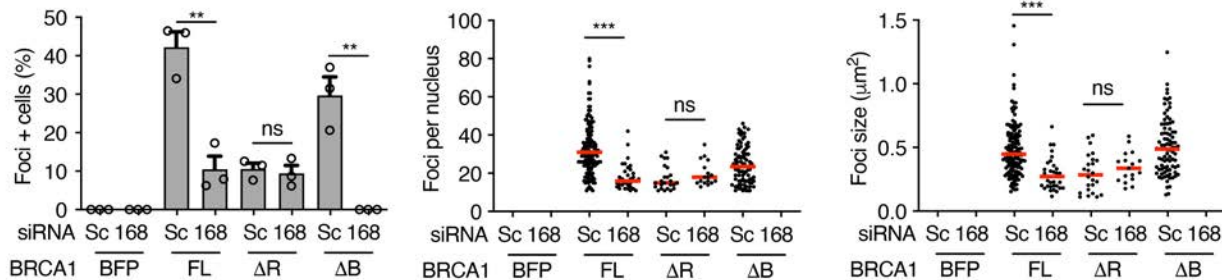 Foci + cells (%)
50
40
30
20
10
0
**
ns
**
siRNA Sc 168 Sc 168 Sc 168 Sc 168
BRCA1 BFP FL ΔR ΔB
Foci per nucleus
100
80
60
40
20
0
***
ns
siRNA Sc 168 Sc 168 Sc 168 Sc 168
BRCA1 BFP FL ΔR ΔB
Foci size (μm²)
1.5
1.0
0.5
0.0
***
ns
siRNA Sc 168 Sc 168 Sc 168 Sc 168
BRCA1 BFP FL ΔR ΔB